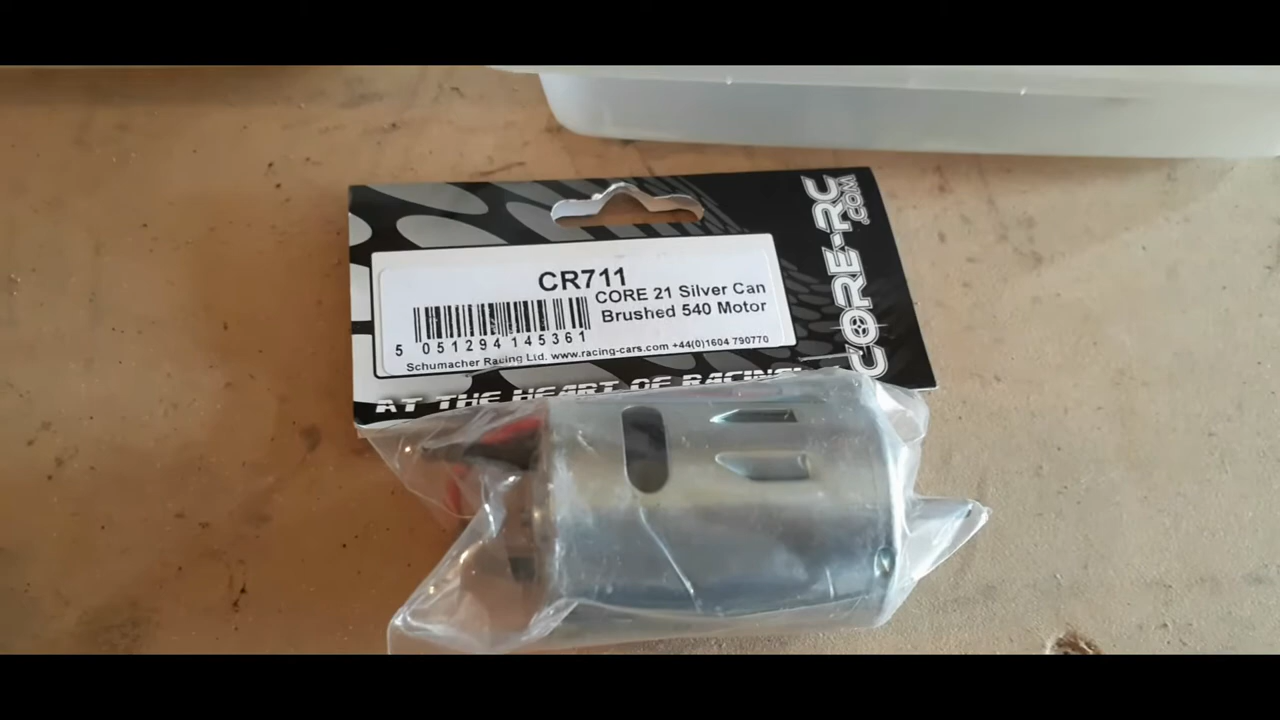 CORE-RC
.COM
CR711
CORE 21 Silver Can
Brushed 540 Motor
5 051294 145361
Schumacher Racing Ltd. www.racing-cars.com +44(0)1604 790770
AT THE HEART OF RACING!